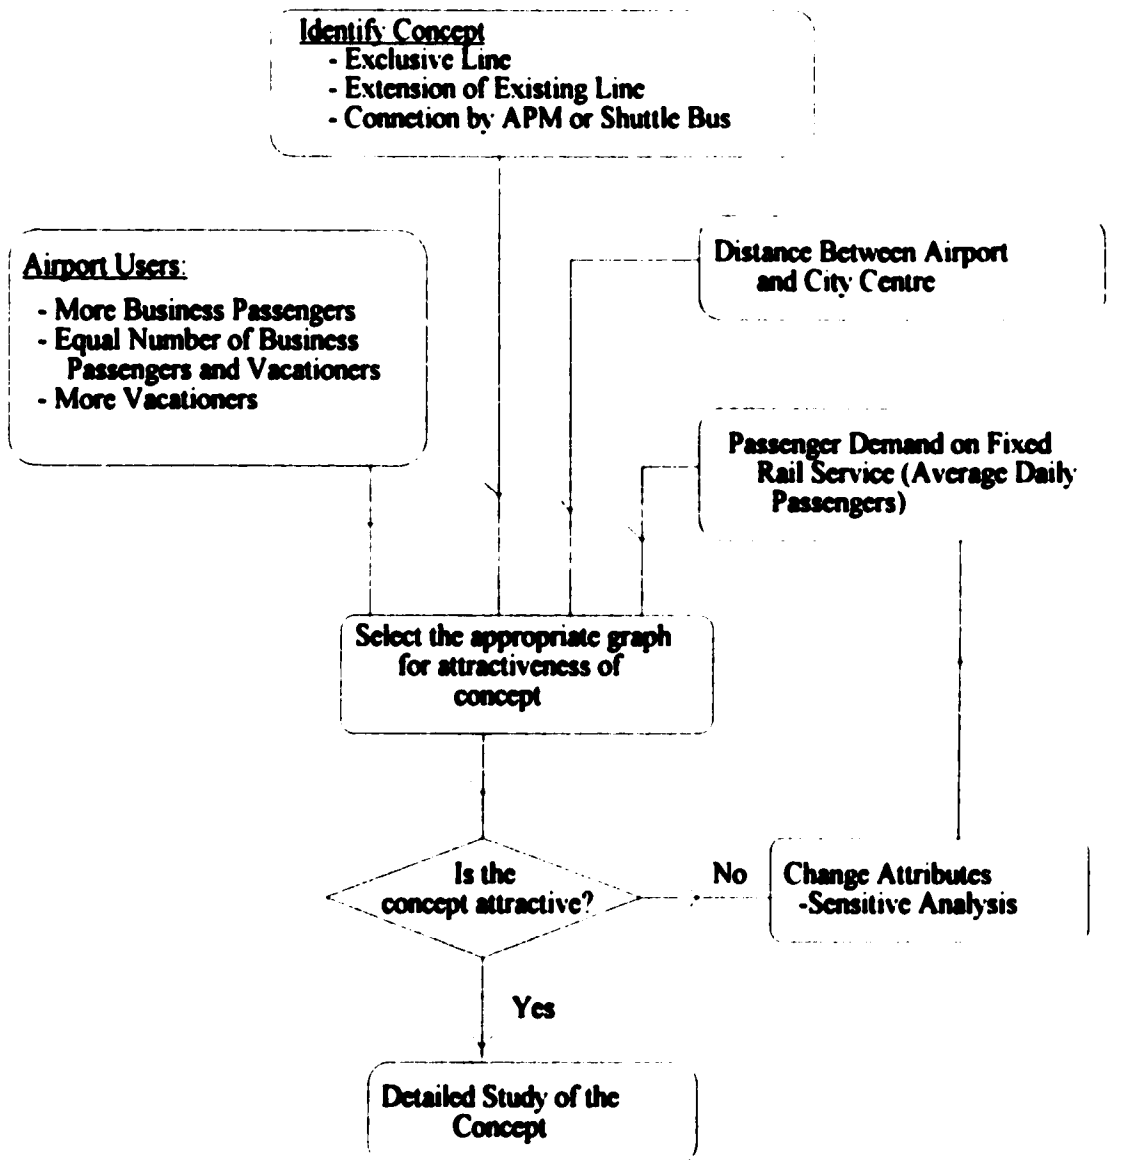 Identify Concept
- Exclusive Line
- Extension of Existing Line
- Connetion by APM or Shuttle Bus
Airport Users:
- More Business Passengers
- Equal Number of Business
Passengers and Vacationers
- More Vacationers
Distance Between Airport
and City Centre
Passenger Demand on Fixed
Rail Service (Average Daily
Passengers)
Select the appropriate graph
for attractiveness of
concept
Is the
concept attractive?
No
Change Attributes
-Sensitive Analysis
Yes
Detailed Study of the
Concept